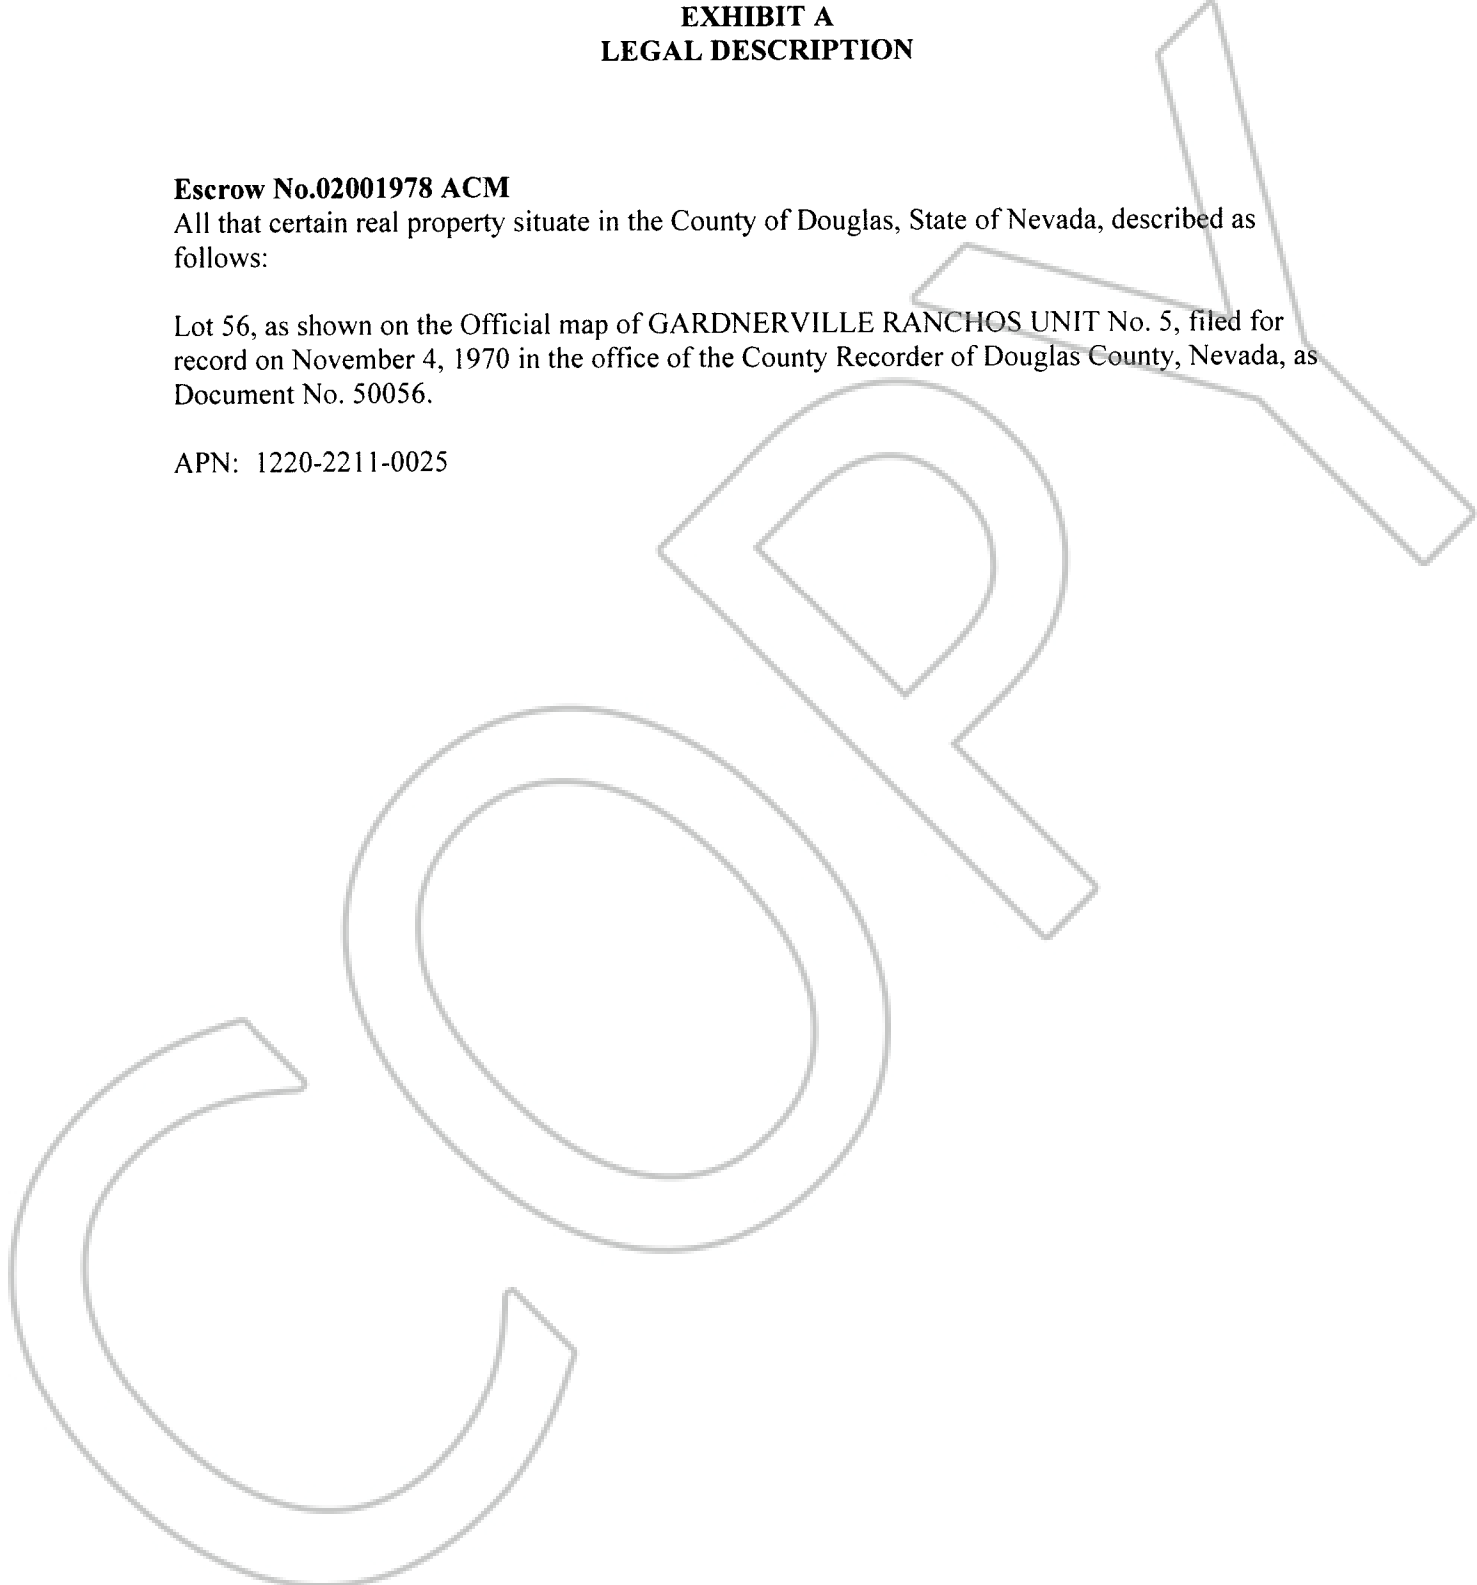 EXHIBIT A
LEGAL DESCRIPTION
Escrow No.02001978 ACM
All that certain real property situate in the County of Douglas, State of Nevada, described as
follows:
Lot 56, as shown on the Official map of GARDNERVILLE RANCHOS UNIT No. 5, filed for
record on November 4, 1970 in the office of the County Recorder of Douglas County, Nevada, as
Document No. 50056.
APN: 1220-2211-0025
COPY